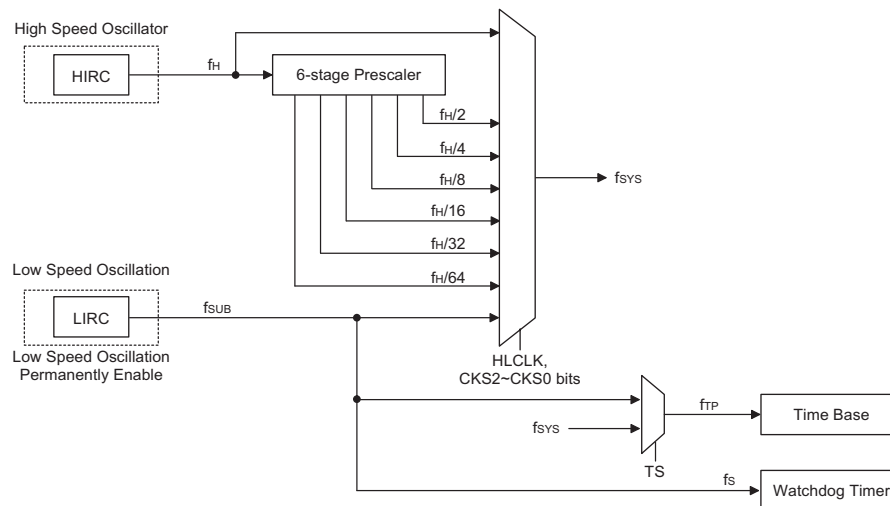 High Speed Oscillator
HIRC
fH
6-stage Prescaler
fH/2
fH/4
fH/8
fH/16
fH/32
fH/64
fSYS
Low Speed Oscillation
LIRC
fSUB
Low Speed Oscillation
Permanently Enable
HLCLK,
CKS2~CKS0 bits
fSYS
TS
fTP
Time Base
fS
Watchdog Timer